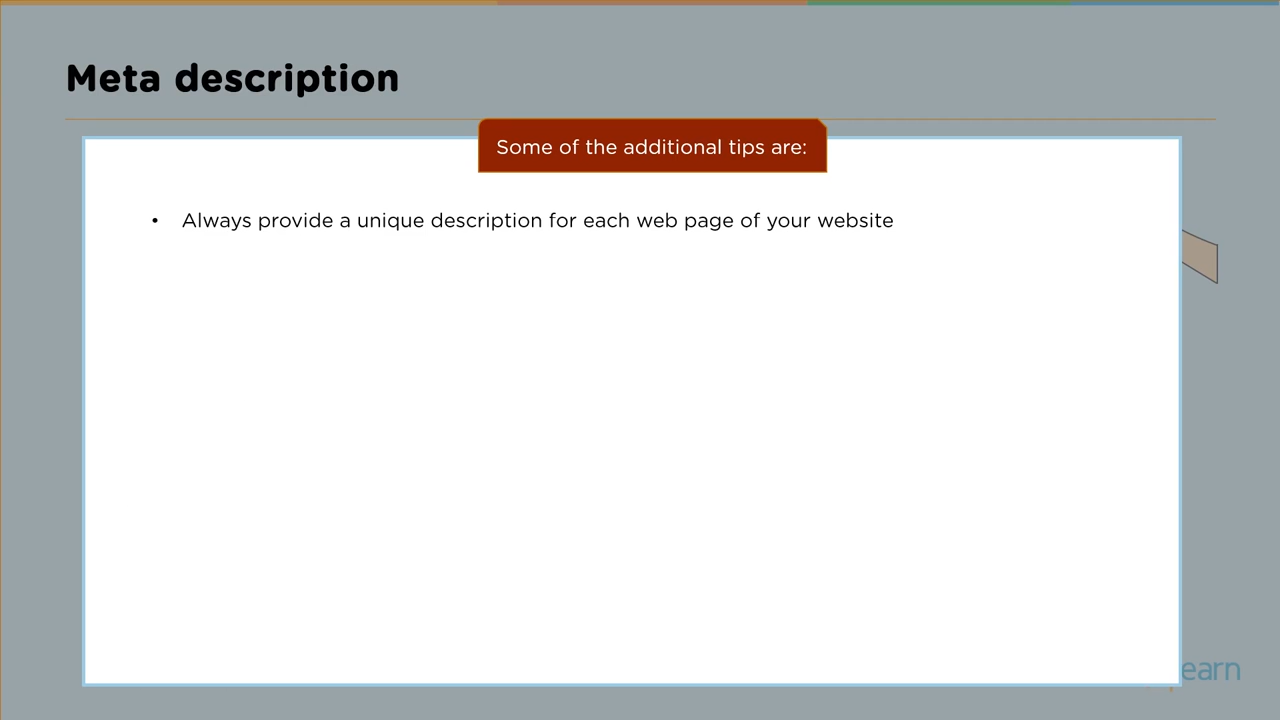 Meta description
Some of the additional tips are:
• Always provide a unique description for each web page of your website
earn